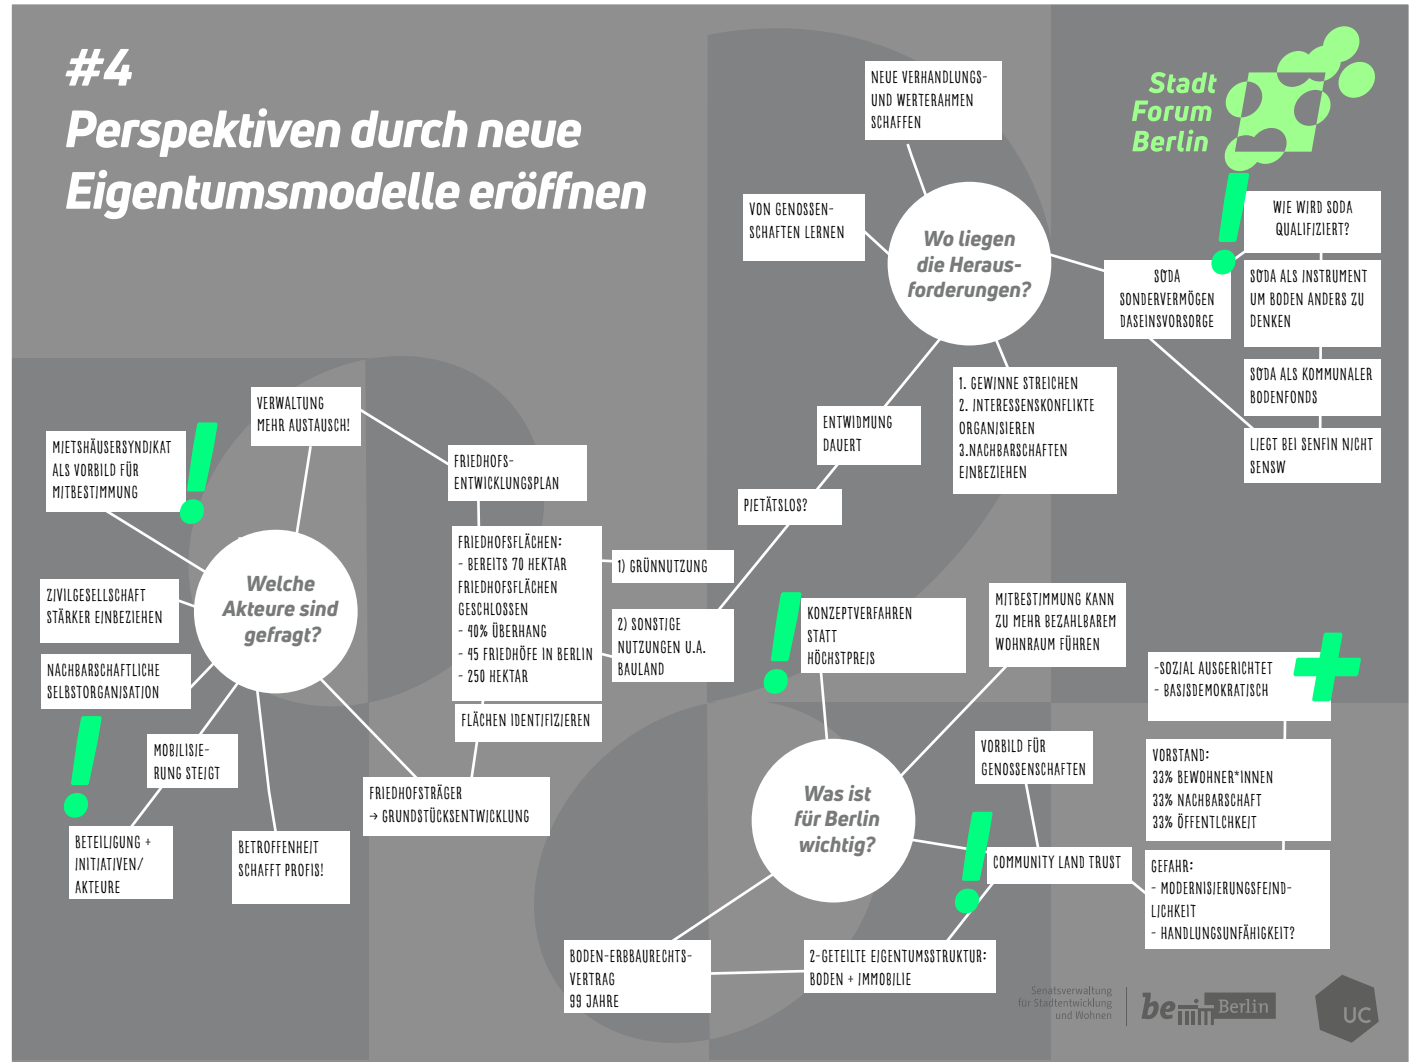 #4
Perspektiven durch neue
Eigentumsmodelle eröffnen
Stadt
Forum
Berlin
NEUE VERHANDLUNGS-
UND WERTERAHMEN
SCHAFFEN
VON GENOSSEN-
SCHAFTEN LERNEN
Wo liegen
die Heraus-
forderungen?
WIE WIRD SODA
QUALIFIZIERT?
SODA
SONDERVERMÖGEN
DASEINSVORSORGE
SODA ALS INSTRUMENT
UM BODEN ANDERS ZU
DENKEN
SODA ALS KOMMUNALER
BODENFONDS
LIEGT BEI SENFIN NICHT
SENSW
1. GEWINNE STREICHEN
2. INTERESSENSKONFLIKTE
ORGANISIEREN
3.NACHBARSCHAFTEN
EINBEZIEHEN
ENTWIDMUNG
DAUERT
PIETÄTSLOS?
VERWALTUNG
MEHR AUSTAUSCH!
MIETSHÄUSERSYNDIKAT
ALS VORBILD FÜR
MITBESTIMMUNG
FRIEDHOFS-
ENTWICKLUNGSPLAN
FRIEDHOFSFLÄCHEN:
- BEREITS 70 HEKTAR
FRIEDHOFSFLÄCHEN
GESCHLOSSEN
- 40% ÜBERHANG
- 45 FRIEDHÖFE IN BERLIN
- 250 HEKTAR
1) GRÜNNUTZUNG
2) SONSTIGE
NUTZUNGEN U.A.
BAULAND
FLÄCHEN IDENTIFIZIEREN
Welche
Akteure sind
gefragt?
ZIVILGESELLSCHAFT
STÄRKER EINBEZIEHEN
NACHBARSCHAFTLICHE
SELBSTORGANISATION
MOBILISIE-
RUNG STEIGT
BETEILIGUNG +
INITIATIVEN/
AKTEURE
BETROFFENHEIT
SCHAFFT PROFIS!
FRIEDHOFSTRÄGER
→ GRUNDSTÜCKSENTWICKLUNG
KONZEPTVERFAHREN
STATT
HÖCHSTPREIS
MITBESTIMMUNG KANN
ZU MEHR BEZAHLBAREM
WOHNRAUM FÜHREN
Was ist
für Berlin
wichtig?
VORBILD FÜR
GENOSSENSCHAFTEN
COMMUNITY LAND TRUST
-SOZIAL AUSGERICHTET
- BASISDEMOKRATISCH
VORSTAND:
33% BEWOHNER*INNEN
33% NACHBARSCHAFT
33% ÖFFENTLCHKEIT
GEFAHR:
- MODERNISIERUNGSFEIND-
LICHKEIT
- HANDLUNGSUNFÄHIGKEIT?
BODEN-ERBBAURECHTS-
VERTRAG
99 JAHRE
2-GETEILTE EIGENTUMSSTRUKTUR:
BODEN + IMMOBILIE
Senatsverwaltung
für Stadtentwicklung
und Wohnen
be Berlin
UC